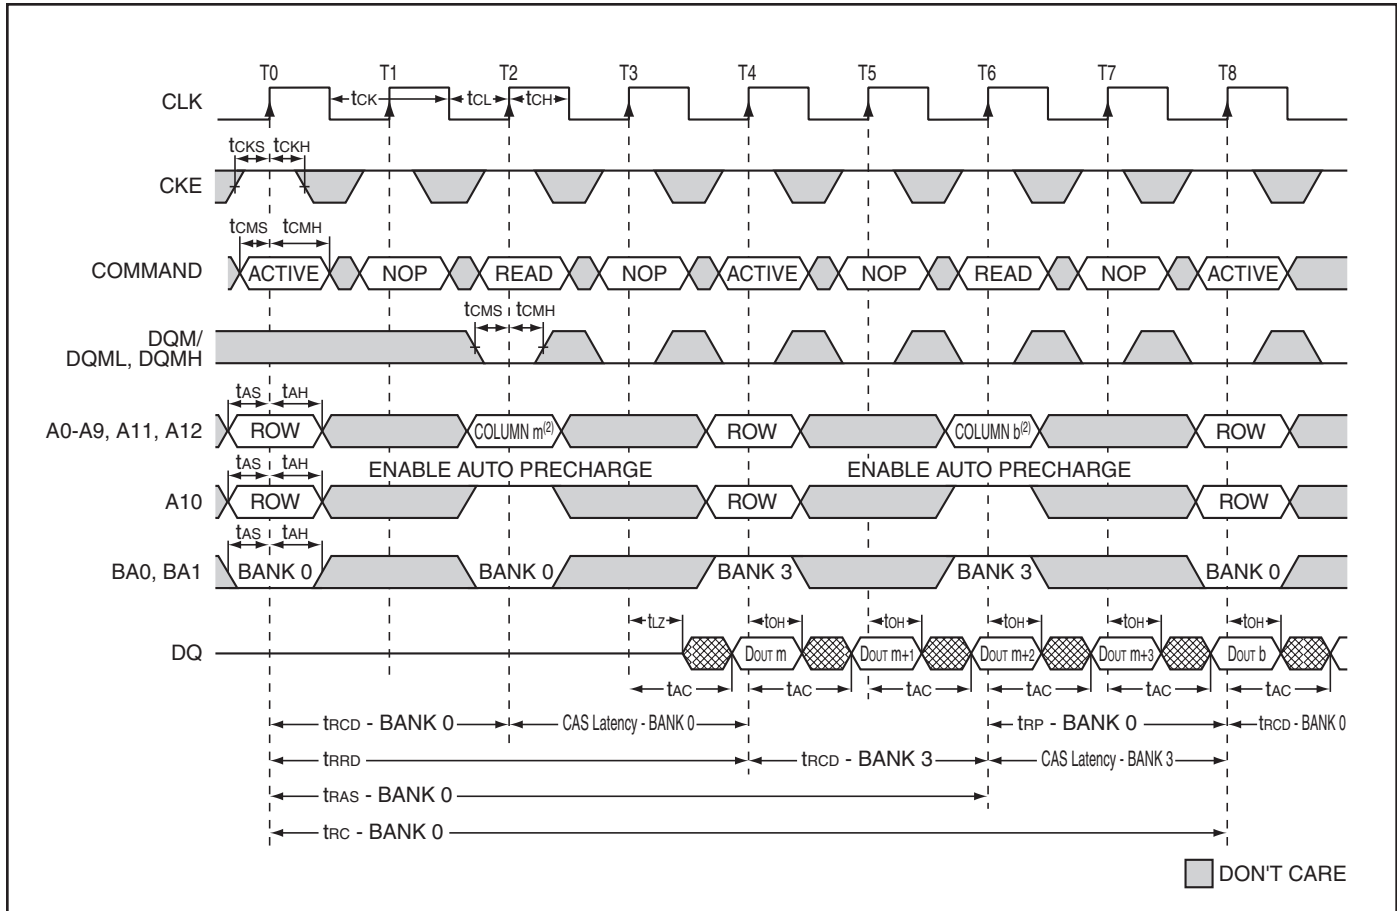 T0 T1 T2 T3 T4 T5 T6 T7 T8
CLK tCK tCL tCH
tCKS tCKH
CKE
tCMS tCMH
COMMAND ACTIVE NOP READ NOP ACTIVE NOP READ NOP ACTIVE
tCMS tCMH
DQM/
DQML, DQMH
tAS tAH
A0-A9, A11, A12 ROW COLUMN m(2) ROW COLUMN b(2) ROW
tAS tAH ENABLE AUTO PRECHARGE ENABLE AUTO PRECHARGE
A10 ROW ROW ROW
tAS tAH
BA0, BA1 BANK 0 BANK 0 BANK 3 BANK 3 BANK 0
tLZ tOH tOH tOH tOH tOH
DQ DOUT m DOUT m+1 DOUT m+2 DOUT m+3 DOUT b
tAC tAC tAC tAC tAC tAC
tRCD - BANK 0 CAS Latency - BANK 0 tRP - BANK 0 tRCD - BANK 0
tRRD tRCD - BANK 3 CAS Latency - BANK 3
tRAS - BANK 0
tRC - BANK 0
DON'T CARE